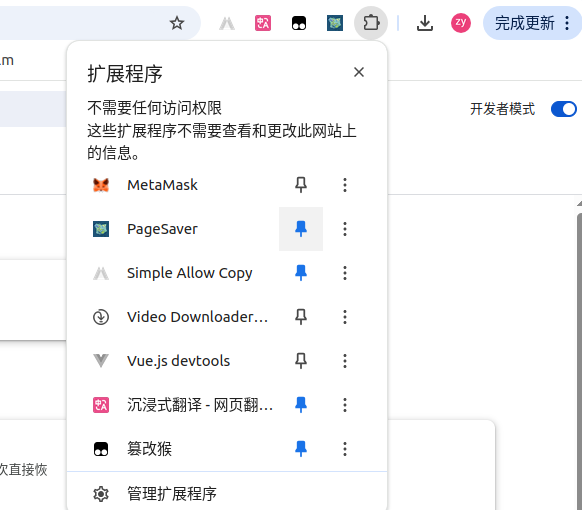 zy
完成更新
.m
扩展程序
不需要任何访问权限
这些扩展程序不需要查看和更改此网站上
的信息。
开发者模式
MetaMask
PageSaver
Simple Allow Copy
Video Downloader…
Vue.js devtools
沉浸式翻译 - 网页翻…
篡改猴
次直接恢
管理扩展程序